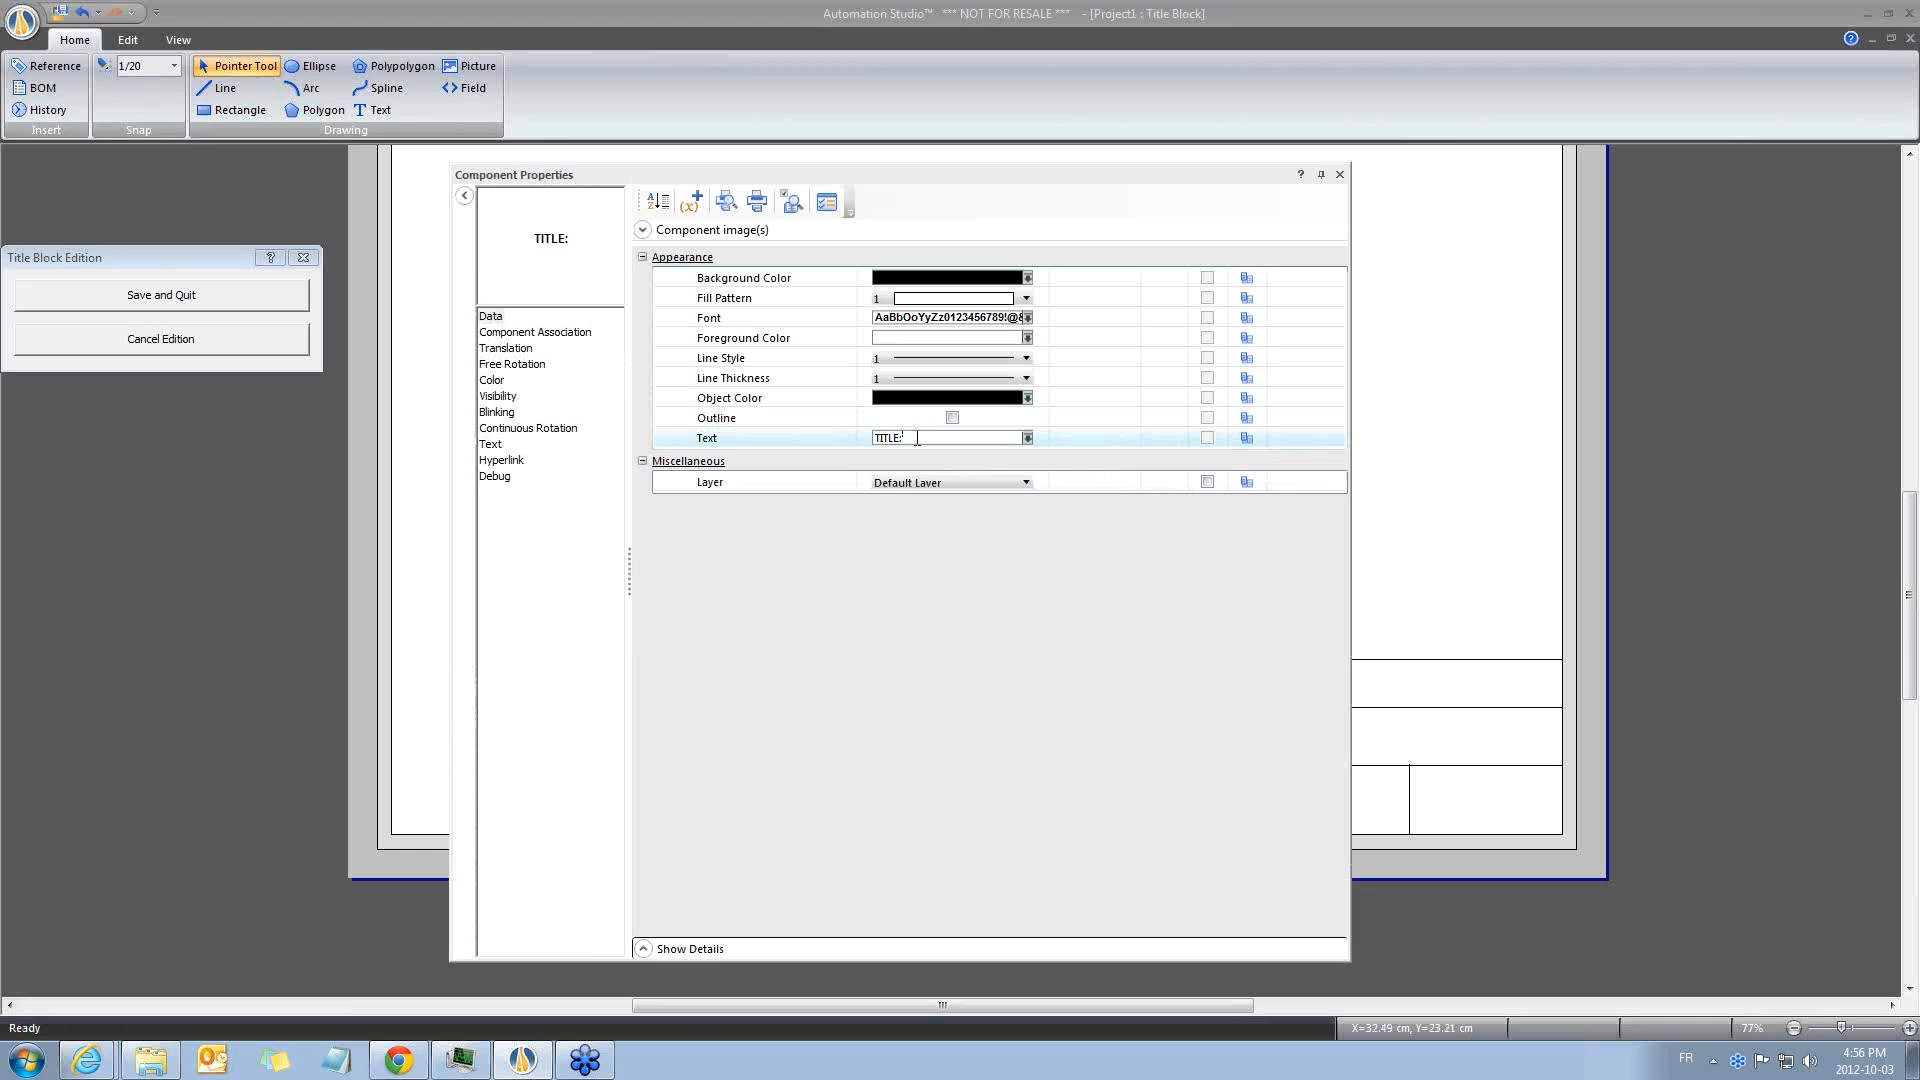 Automation Studio™ - *** NOT FOR RESALE *** - [Project1 : Title Block]
Home Edit View
Reference 1/20 Pointer Tool Ellipse Polypolygon Picture
BOM Line Arc Spline Field
History Rectangle Polygon Text
Insert Snap Drawing
Component Properties
TITLE:
Component image(s)
Title Block Edition
Save and Quit
Cancel Edition
Data
Component Association
Translation
Free Rotation
Color
Visibility
Blinking
Continuous Rotation
Text
Hyperlink
Debug
Appearance
Background Color
Fill Pattern 1
Font AaBbOoYyZz0123456789!@&
Foreground Color
Line Style 1
Line Thickness 1
Object Color
Outline
Text TITLE:
Miscellaneous
Layer Default Layer
Show Details
Ready X=32.49 cm, Y=23.21 cm 77%
FR 4:56 PM
2012-10-03